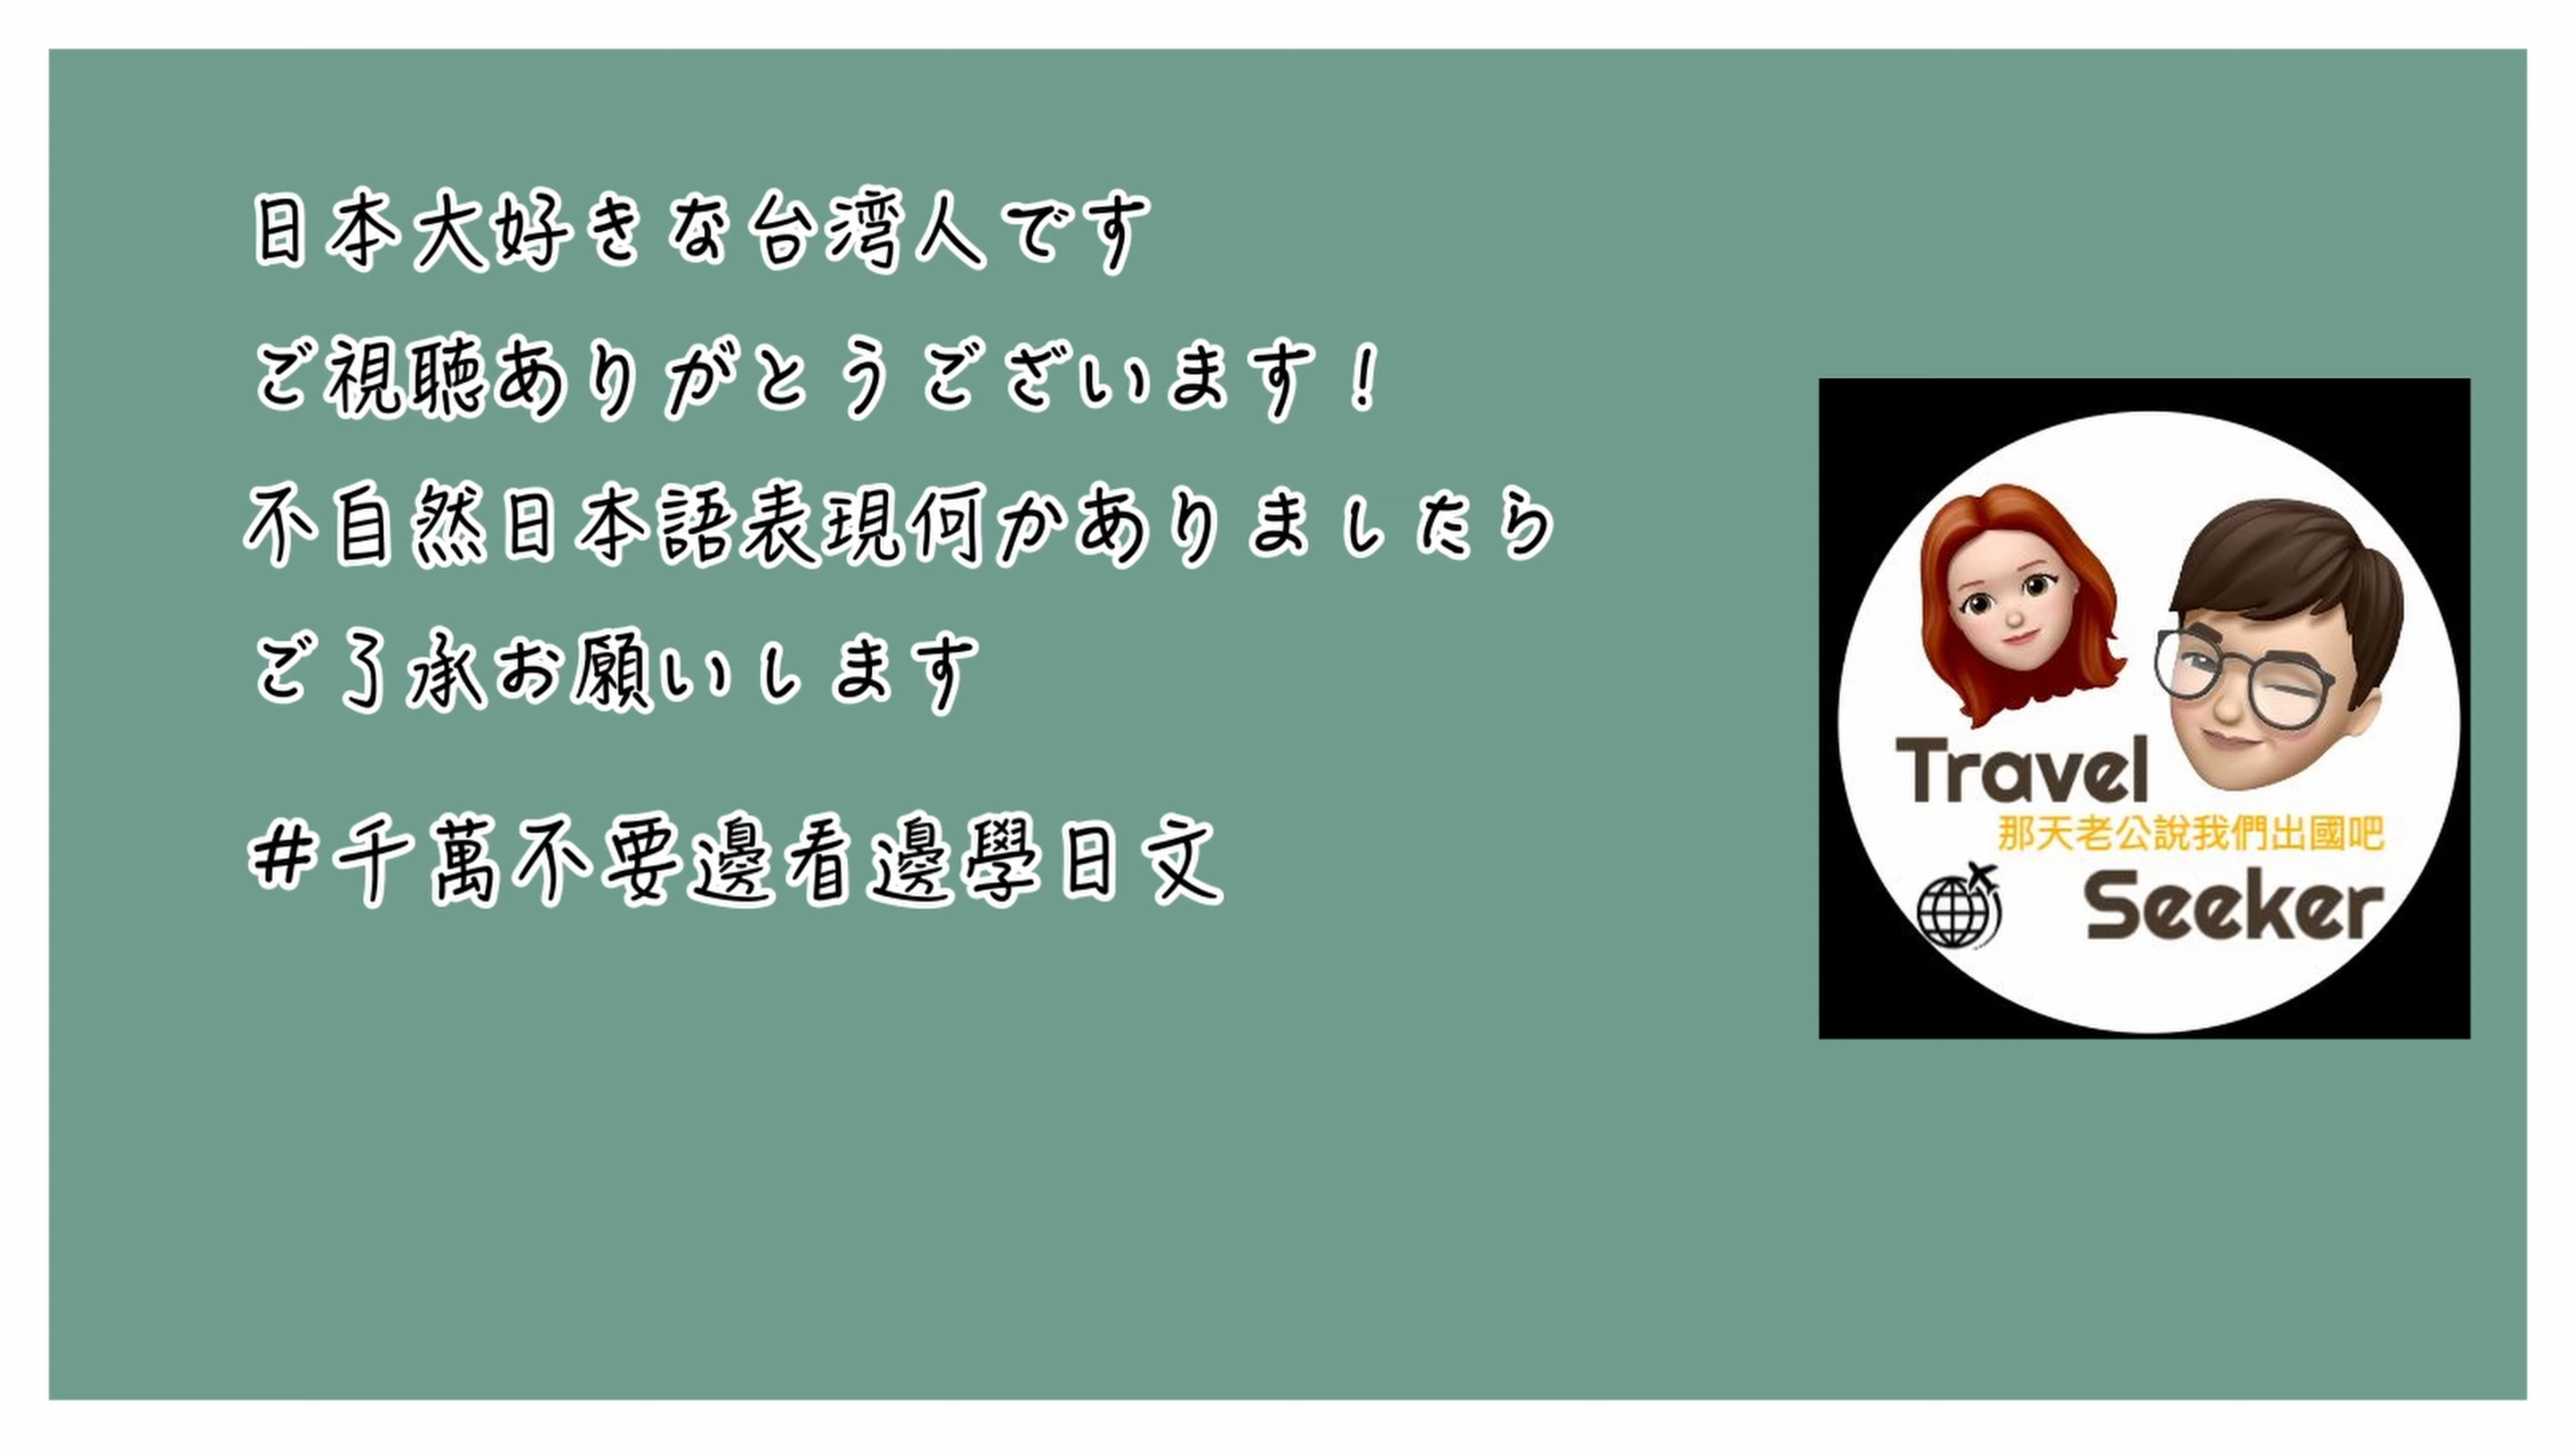 日本大好きな台湾人です
ご視聴ありがとうございます！
不自然日本語表現何かありましたら
ご了承お願いします
#千萬不要邊看邊學日文
Travel
那天老公說我們出國吧
Seeker